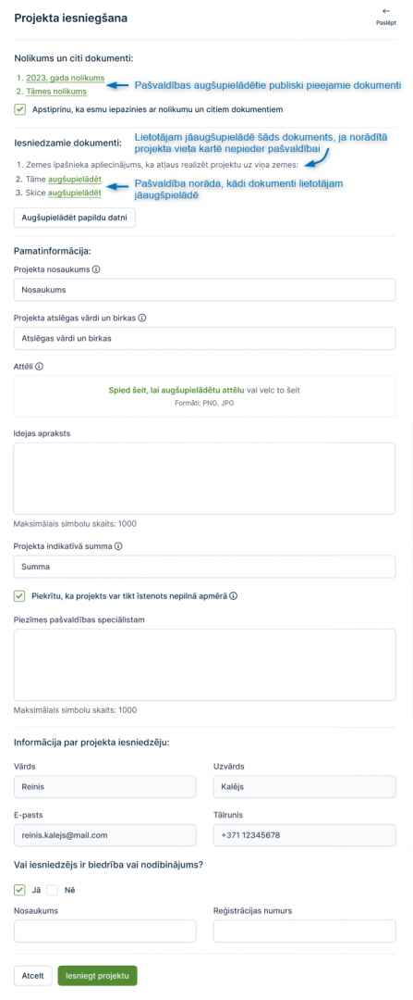 Projekta iesniegšana
←
Paslēpt
Nolikums un citi dokumenti:
1. 2023. gada nolikums
2. Tāmes nolikums
Pašvaldības augšupielādētie publiski pieejamie dokumenti
Apstiprinu, ka esmu iepazinies ar nolikumu un citiem dokumentiem
Lietotājam jāaugšupielādē šāds dokuments, ja norādītā
projekta vieta kartē nepieder pašvaldībai
Iesniedzamie dokumenti:
1. Zemes īpašnieka apliecinājums, ka atļaus realizēt projektu uz viņa zemes:
2. Tāme augšupielādēt
3. Skice augšupielādēt
Pašvaldība norāda, kādi dokumenti lietotājam
jāaugšpielādē
Augšupielādēt papildu datni
Pamatinformācija:
Projekta nosaukums
Nosaukums
Projekta atslēgas vārdi un birkas
Atslēgas vārdi un birkas
Attēli
Spied šeit, lai augšupielādētu attēlu vai velc to šeit
Formāti: PNG, JPG
Idejas apraksts
Maksimālais simbolu skaits: 1000
Projekta indikatīvā summa
Summa
Piekrītu, ka projekts var tikt īstenots nepilnā apmērā
Piezīmes pašvaldības speciālistam
Maksimālais simbolu skaits: 1000
Informācija par projekta iesniedzēju:
Vārds Uzvārds
Reinis Kalējs
E-pasts Tālrunis
reinis.kalejs@mail.com +371 12345678
Vai iesniedzējs ir biedrība vai nodibinājums?
Jā Nē
Nosaukums Reģistrācijas numurs
Atcelt Iesniegt projektu